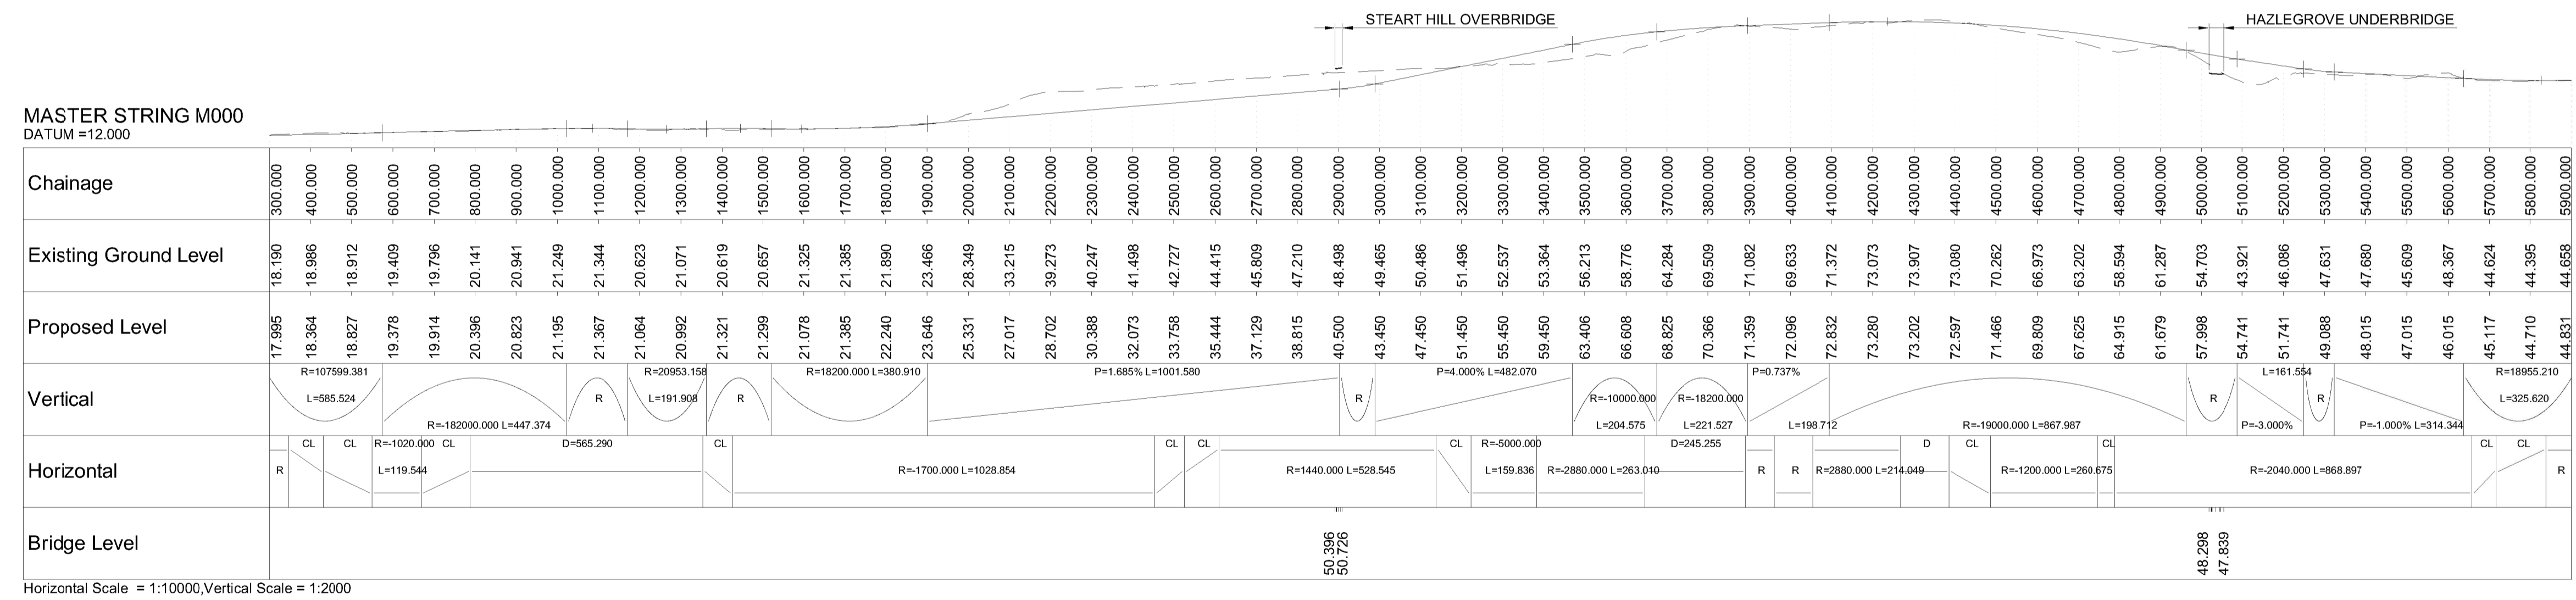 STEART HILL OVERBRIDGE
HAZLEGROVE UNDERBRIDGE
MASTER STRING M000
DATUM =12.000
Chainage 300.000 400.000 500.000 600.000 700.000 800.000 900.000 1000.000 1100.000 1200.000 1300.000 1400.000 1500.000 1600.000 1700.000 1800.000 1900.000 2000.000 2100.000 2200.000 2300.000 2400.000 2500.000 2600.000 2700.000 2800.000 2900.000 3000.000 3100.000 3200.000 3300.000 3400.000 3500.000 3600.000 3700.000 3800.000 3900.000 4000.000 4100.000 4200.000 4300.000 4400.000 4500.000 4600.000 4700.000 4800.000 4900.000 5000.000 5100.000 5200.000 5300.000 5400.000 5500.000 5600.000 5700.000 5800.000 5900.000
Existing Ground Level 18.190 18.986 18.912 19.409 19.796 20.141 20.941 21.249 21.344 20.623 21.071 20.619 20.657 21.325 21.385 21.890 23.466 28.349 33.215 39.273 40.247 41.498 42.727 44.415 45.809 47.210 48.498 49.465 50.486 51.496 52.537 53.364 56.213 58.776 64.284 69.509 71.082 69.633 71.372 73.073 73.907 73.080 70.262 66.973 63.202 58.594 61.287 54.703 43.921 46.086 47.631 47.680 45.609 48.367 44.624 44.395 44.658
Proposed Level 17.995 18.364 18.827 19.378 19.914 20.396 20.823 21.195 21.367 21.064 20.992 21.321 21.299 21.078 21.385 22.240 23.646 25.331 27.017 28.702 30.388 32.073 33.758 35.444 37.129 38.815 40.500 43.450 47.450 51.450 55.450 59.450 63.406 66.608 68.825 70.366 71.359 72.096 72.832 73.280 73.202 72.597 71.466 69.809 67.625 64.915 61.679 57.998 54.741 51.741 49.088 48.015 47.015 46.015 45.117 44.710 44.831
R=107599.381 R=20953.158 R=18200.000 L=380.910 P=1.685% L=1001.580 P=4.000% L=482.070 P=0.737% L=161.554 R=18955.210
Vertical L=585.524 R L=191.908 R R R=-10000.000 R=-18200.000 R R L=325.620
R=-182000.000 L=447.374 L=204.575 L=221.527 L=198.712 R=-19000.000 L=867.987 P=-3.000% P=-1.000% L=314.344
CL CL R=-1020.000 CL D=565.290 CL CL CL CL R=-5000.000 D=245.255 D CL CL CL CL
Horizontal R L=119.544 R=-1700.000 L=1028.854 R=1440.000 L=528.545 L=159.836 R=-2880.000 L=263.010 R R R=2880.000 L=214.049 R=-1200.000 L=260.675 R=-2040.000 L=868.897 R
Bridge Level 50.396 50.726 48.298 47.839
Horizontal Scale = 1:10000,Vertical Scale = 1:2000